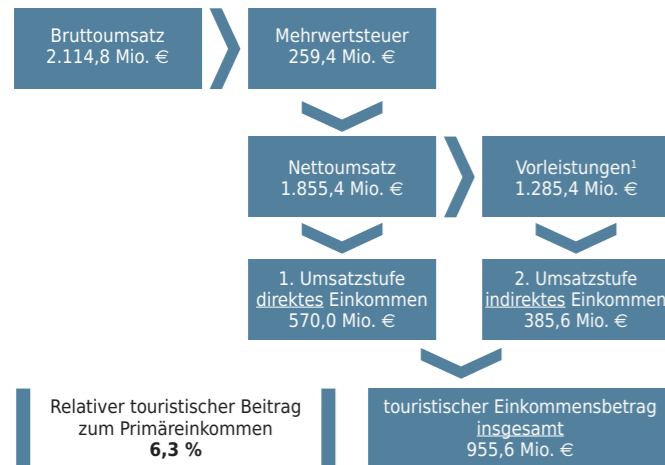 Bruttoumsatz
2.114,8 Mio. €
Mehrwertsteuer
259,4 Mio. €
Nettoumsatz
1.855,4 Mio. €
Vorleistungen¹
1.285,4 Mio. €
1. Umsatzstufe
direktes Einkommen
570,0 Mio. €
2. Umsatzstufe
indirektes Einkommen
385,6 Mio. €
Relativer touristischer Beitrag
zum Primäreinkommen
6,3 %
touristischer Einkommensbetrag
insgesamt
955,6 Mio. €